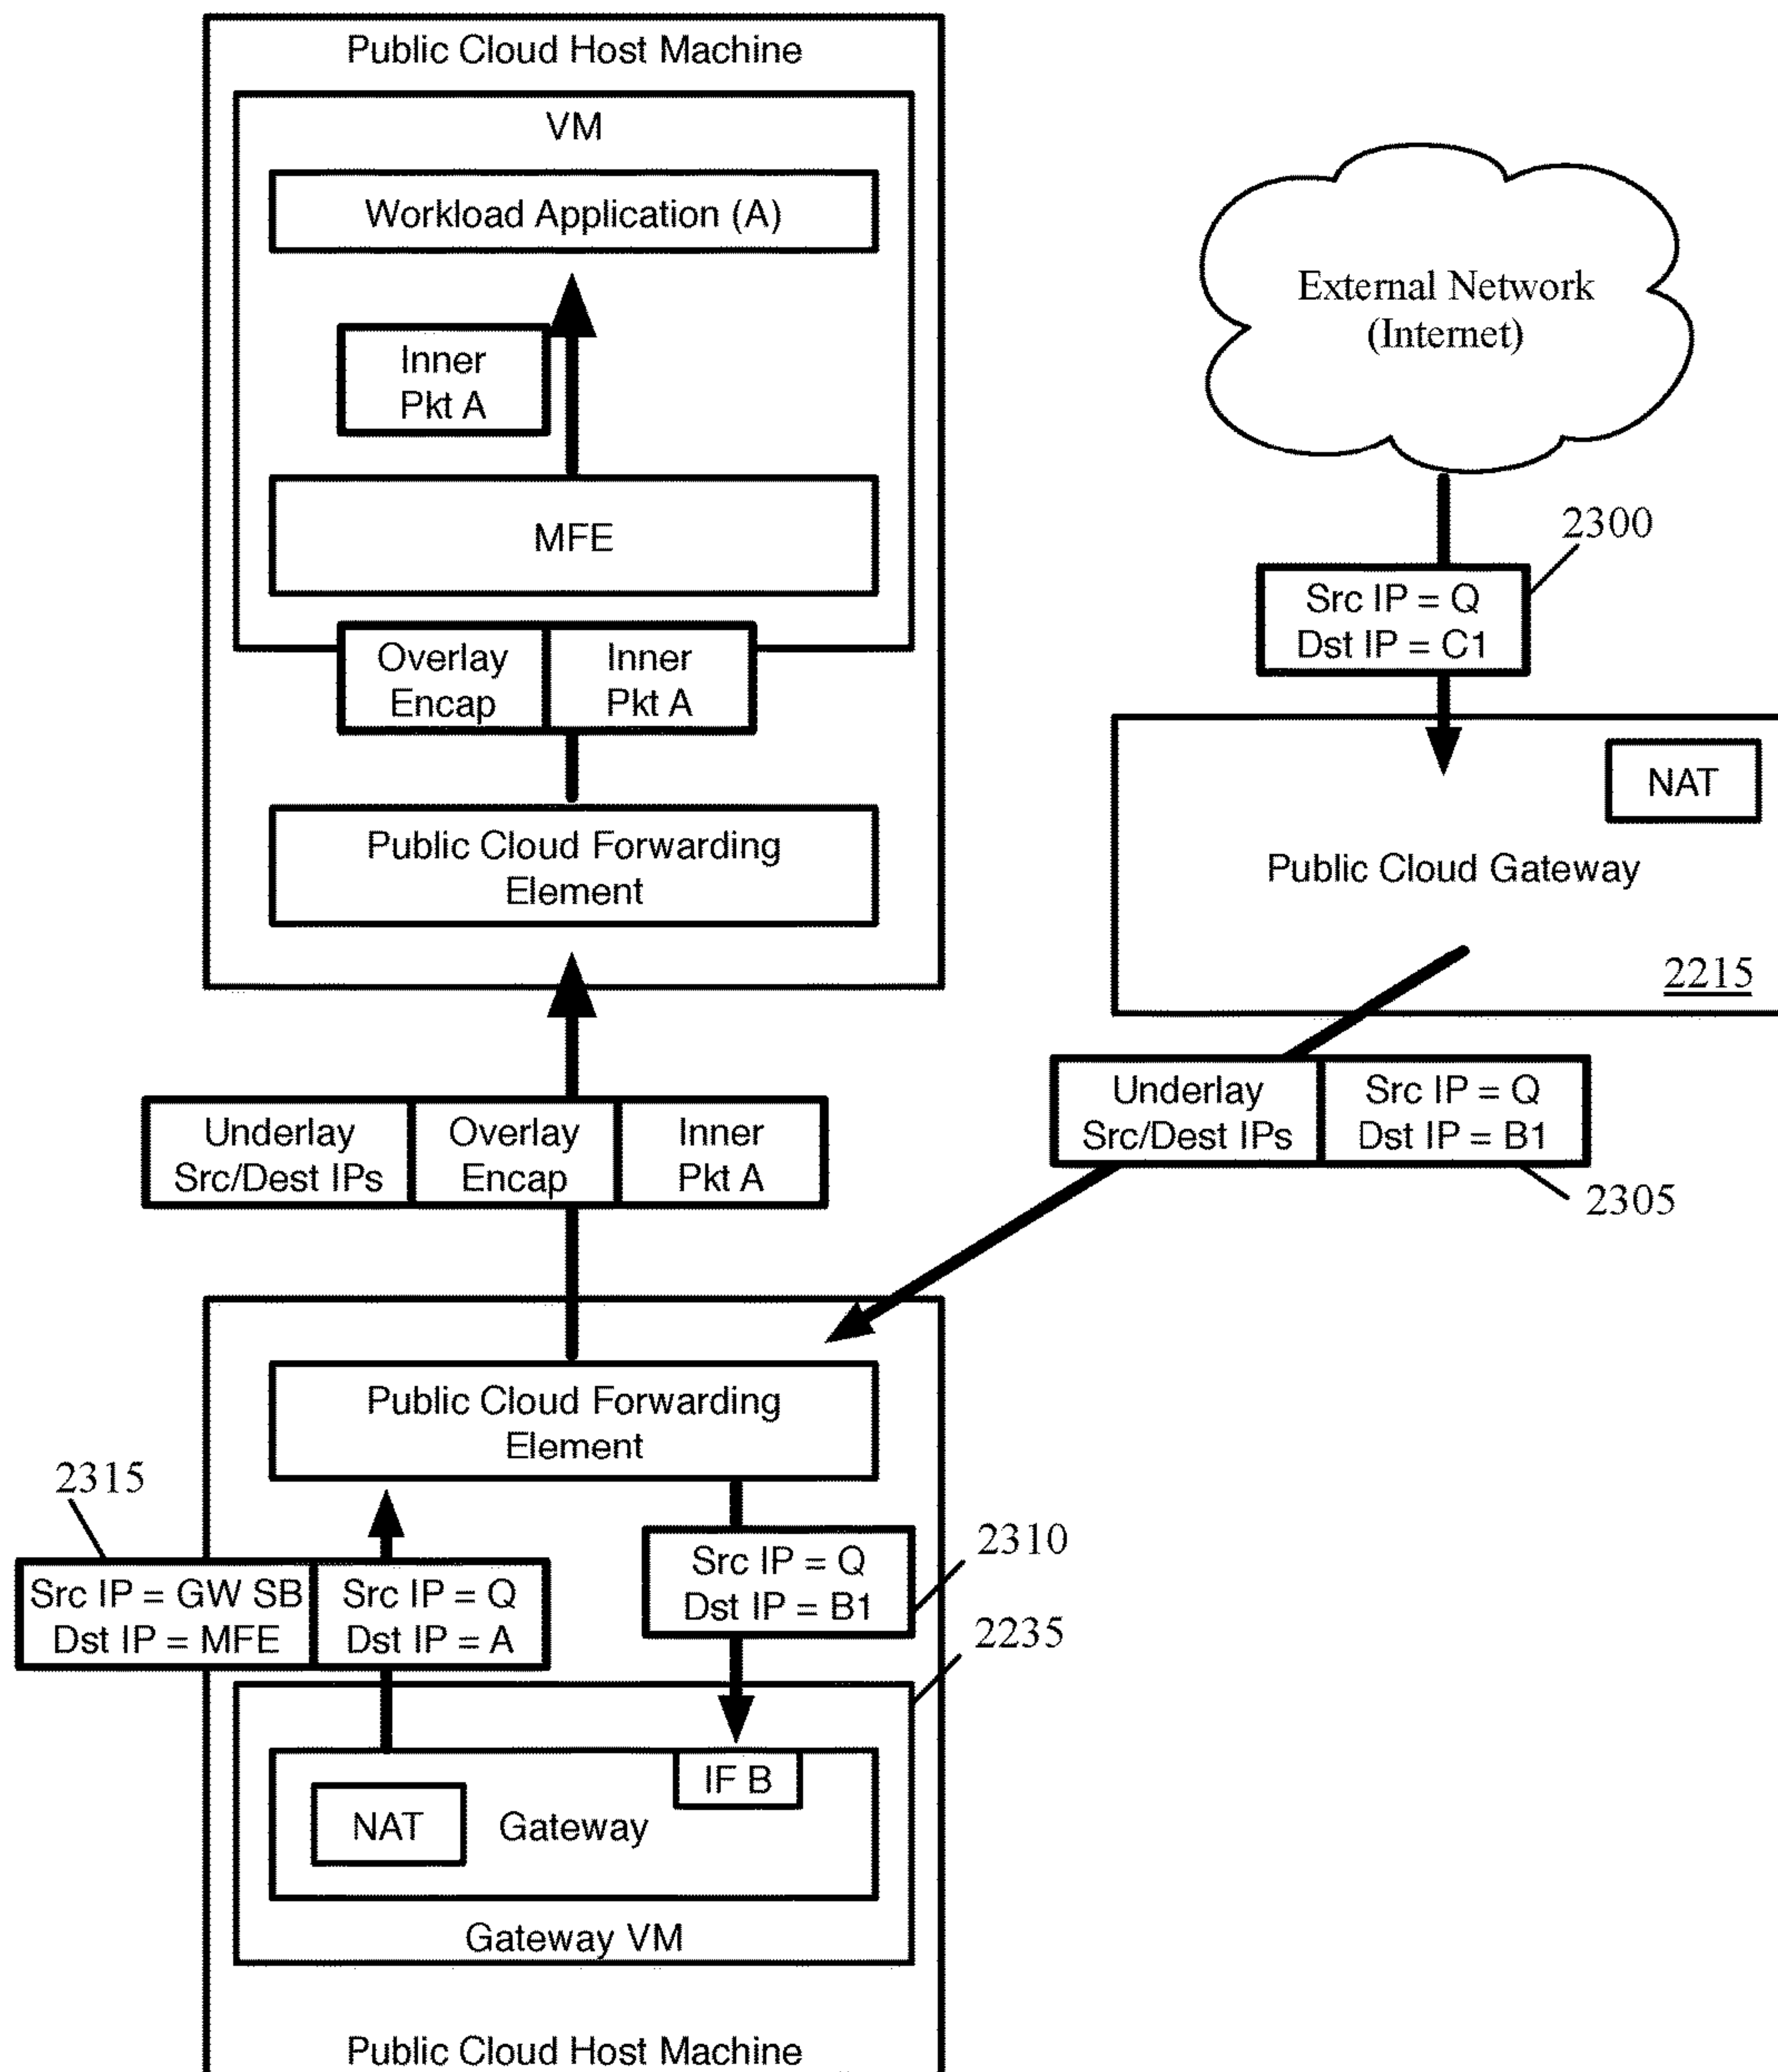 Public Cloud Host Machine
VM
Workload Application (A)
Inner
Pkt A
MFE
Overlay
Encap
Inner
Pkt A
Public Cloud Forwarding
Element
External Network
(Internet)
2300
Src IP = Q
Dst IP = C1
NAT
Public Cloud Gateway
2215
Underlay
Src/Dest IPs
Src IP = Q
Dst IP = B1
2305
Underlay
Src/Dest IPs
Overlay
Encap
Inner
Pkt A
Public Cloud Forwarding
Element
2315
Src IP = GW SB
Dst IP = MFE
Src IP = Q
Dst IP = A
Src IP = Q
Dst IP = B1
2310
2235
IF B
NAT
Gateway
Gateway VM
Public Cloud Host Machine